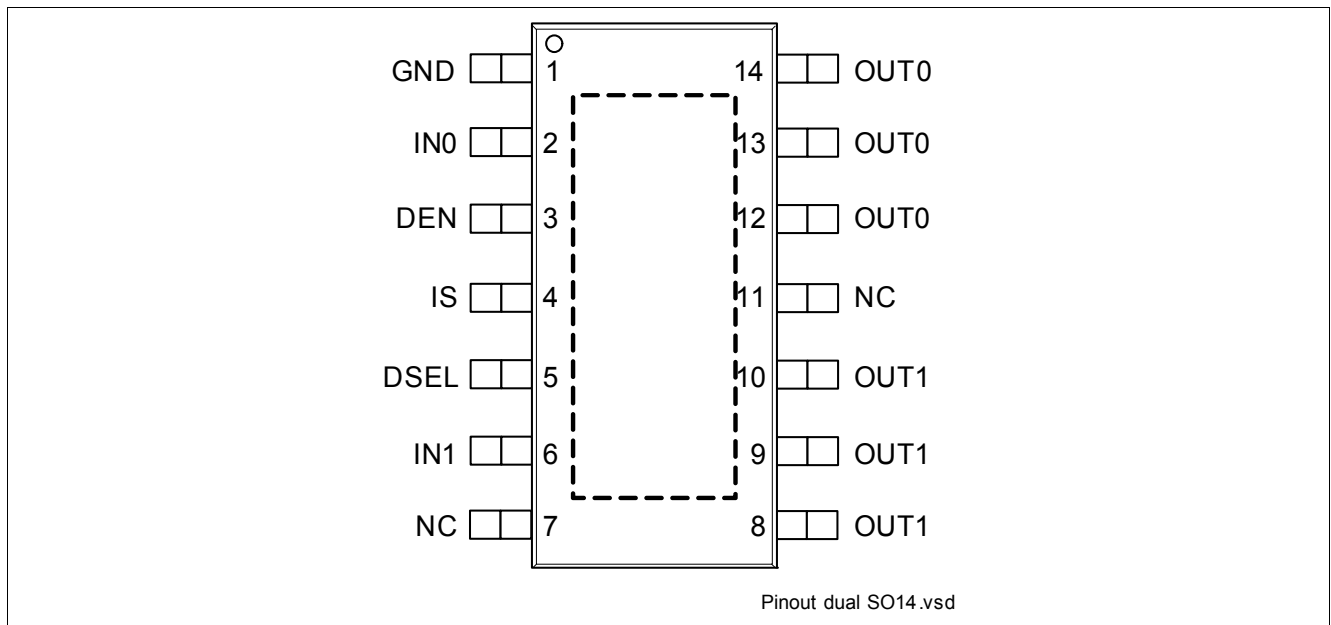 GND 1 14 OUT0
IN0 2 13 OUT0
DEN 3 12 OUT0
IS 4 11 NC
DSEL 5 10 OUT1
IN1 6 9 OUT1
NC 7 8 OUT1
Pinout dual SO14.vsd